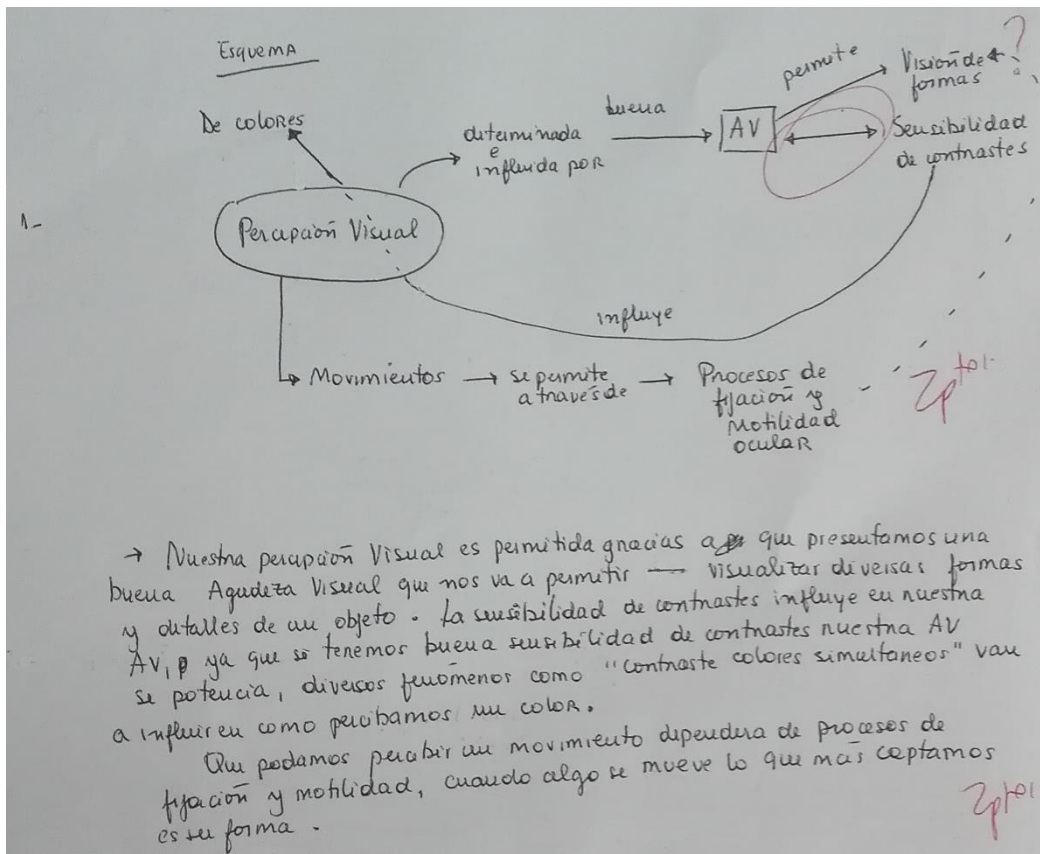 Esquema
De colores
determinada
e
influida por
buena
AV
permite
Visión de
formas
?
Sensibilidad
de contrastes
1-
Percepción Visual
influye
Movimientos
se permite
a través de
Procesos de
fijación y
Motilidad
ocular
2ptos.
→ Nuestra percepción Visual es permitida gracias a que presentamos una
buena Agudeza Visual que nos va a permitir — visualizar diversas formas
y detalles de un objeto. La sensibilidad de contrastes influye en nuestra
AV, ya que si tenemos buena sensibilidad de contrastes nuestra AV
se potencia, diversos fenómenos como "contraste colores simultaneos" van
a influir en como percibamos un color.
Que podamos percibir un movimiento dependera de procesos de
fijación y motilidad, cuando algo se mueve lo que más captamos
es su forma.
2ptos